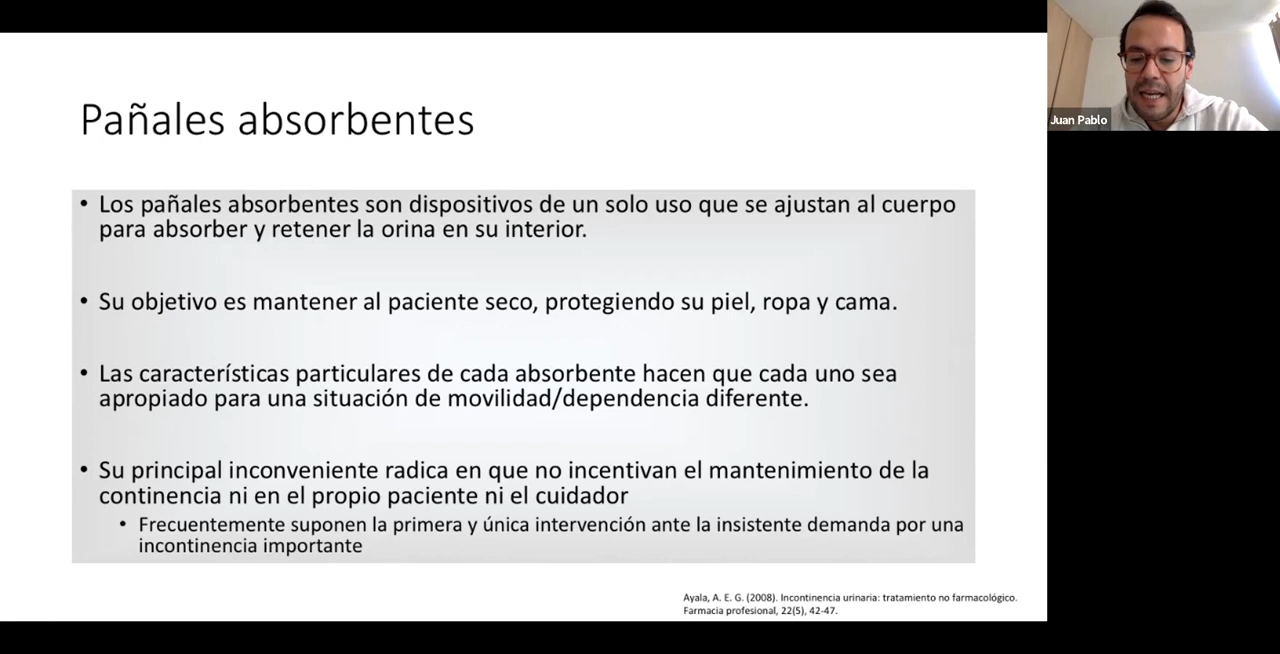 Pañales absorbentes
• Los pañales absorbentes son dispositivos de un solo uso que se ajustan al cuerpo
para absorber y retener la orina en su interior.
• Su objetivo es mantener al paciente seco, protegiendo su piel, ropa y cama.
• Las características particulares de cada absorbente hacen que cada uno sea
apropiado para una situación de movilidad/dependencia diferente.
• Su principal inconveniente radica en que no incentivan el mantenimiento de la
continencia ni en el propio paciente ni el cuidador
• Frecuentemente suponen la primera y única intervención ante la insistente demanda por una
incontinencia importante
Ayala, A. E. G. (2008). Incontinencia urinaria: tratamiento no farmacológico.
Farmacia profesional, 22(5), 42-47.
Juan Pablo